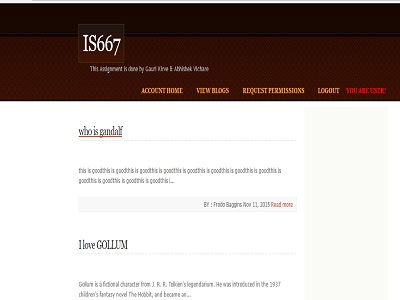 IS667
This Assignment is done by Gauri Kirve & Abhishek Vichare
ACCOUNT HOME VIEW BLOGS REQUEST PERMISSIONS LOGOUT YOU ARE USER!
who is gandalf
this is goodthis is goodthis is goodthis is goodthis is goodthis is goodthis is goodthis is goodthis is
goodthis is goodthis is goodthis is goodthis i...
BY : Frodo Baggins Nov 11, 2015 Read more
I love GOLLUM
Gollum is a fictional character from J. R. R. Tolkien's legendarium. He was introduced in the 1937
children's fantasy novel The Hobbit, and became an...